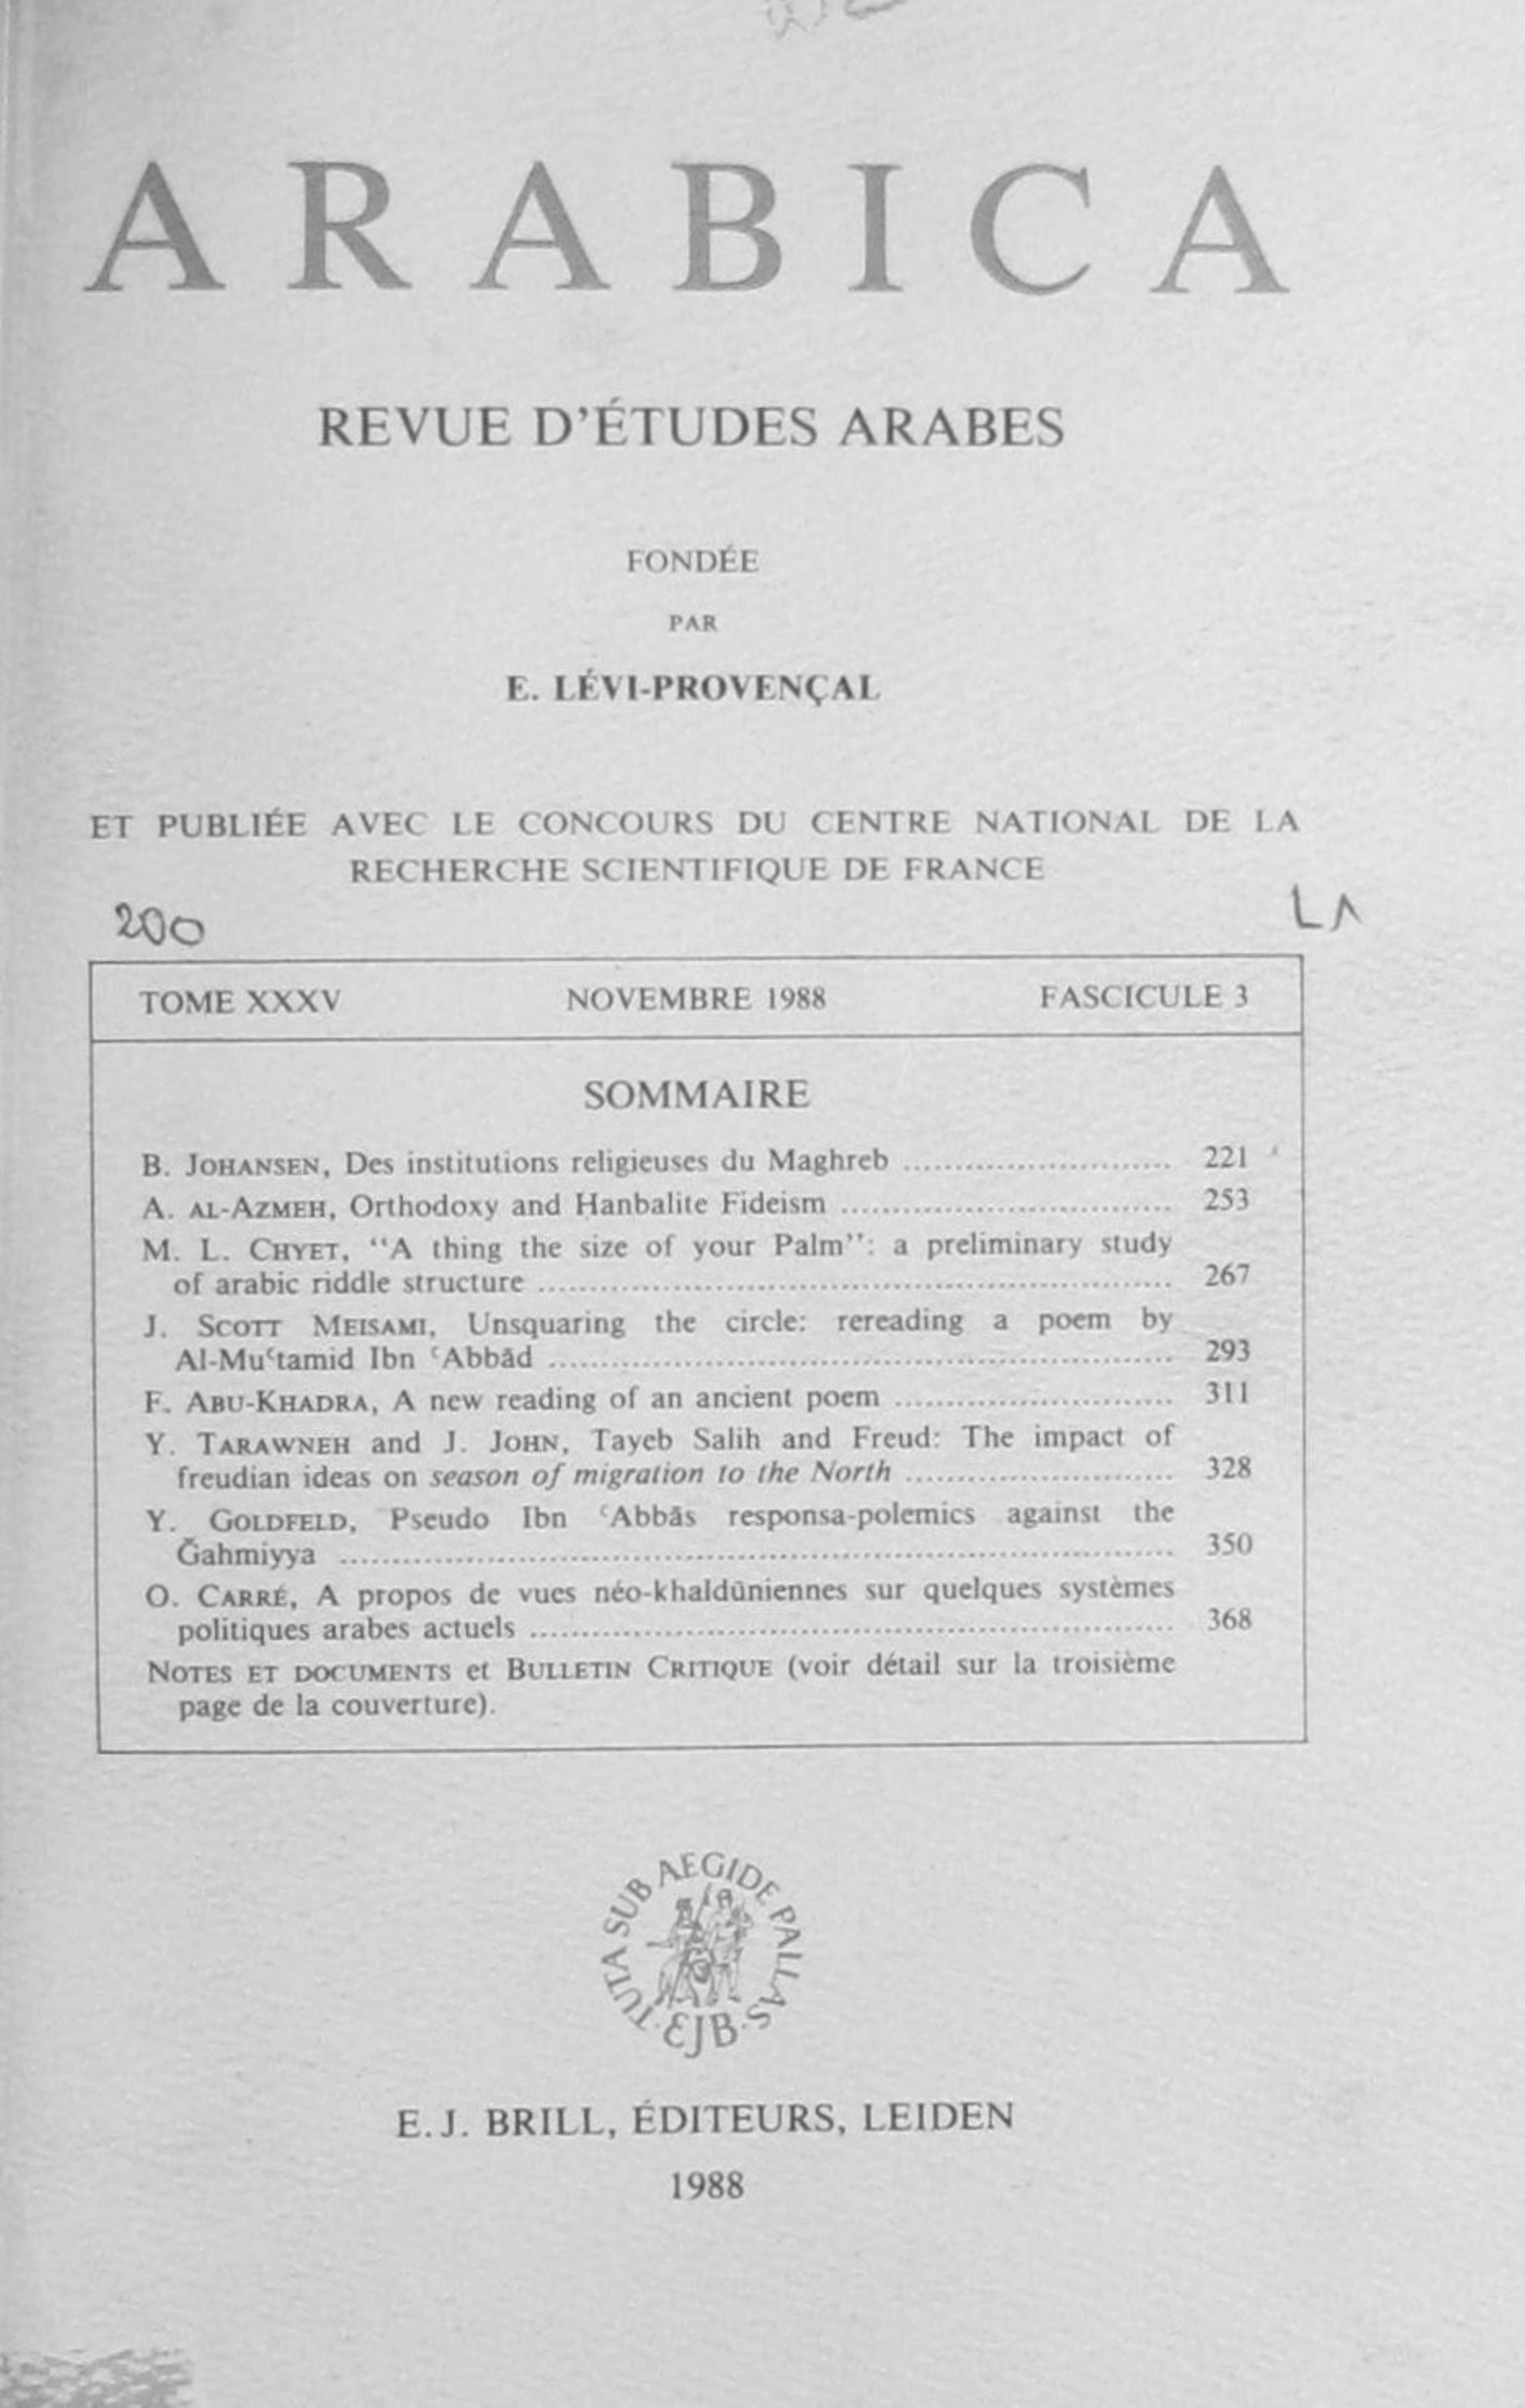 ARABICA
REVUE D'ÉTUDES ARABES
FONDÉE
PAR
E. LÉVI-PROVENÇAL
ET PUBLIÉE AVEC LE CONCOURS DU CENTRE NATIONAL DE LA
RECHERCHE SCIENTIFIQUE DE FRANCE
200
TOME XXXV NOVEMBRE 1988 FASCICULE 3
SOMMAIRE
B. JOHANSEN, Des institutions religieuses du Maghreb .......................... 221
A. AL-AZMEH, Orthodoxy and Hanbalite Fideism ................................ 253
M. L. CHYET, “A thing the size of your Palm”: a preliminary study
of arabic riddle structure ............................................................. 267
J. SCOTT MEISAMI, Unsquaring the circle: rereading a poem by
Al-Muʿtamid Ibn ʿAbbād ............................................................ 293
F. ABU-KHADRA, A new reading of an ancient poem ........................... 311
Y. TARAWNEH and J. JOHN, Tayeb Salih and Freud: The impact of
freudian ideas on season of migration to the North .......................... 328
Y. GOLDFELD, Pseudo Ibn ʿAbbās responsa-polemics against the
Ǧahmiyya ................................................................................ 350
O. CARRÉ, A propos de vues néo-khaldūniennes sur quelques systèmes
politiques arabes actuels .............................................................. 368
NOTES ET DOCUMENTS et BULLETIN CRITIQUE (voir détail sur la troisième
page de la couverture).
TUTA SUB AEGIDE PALLAS
·EJB·
E.J. BRILL, ÉDITEURS, LEIDEN
1988